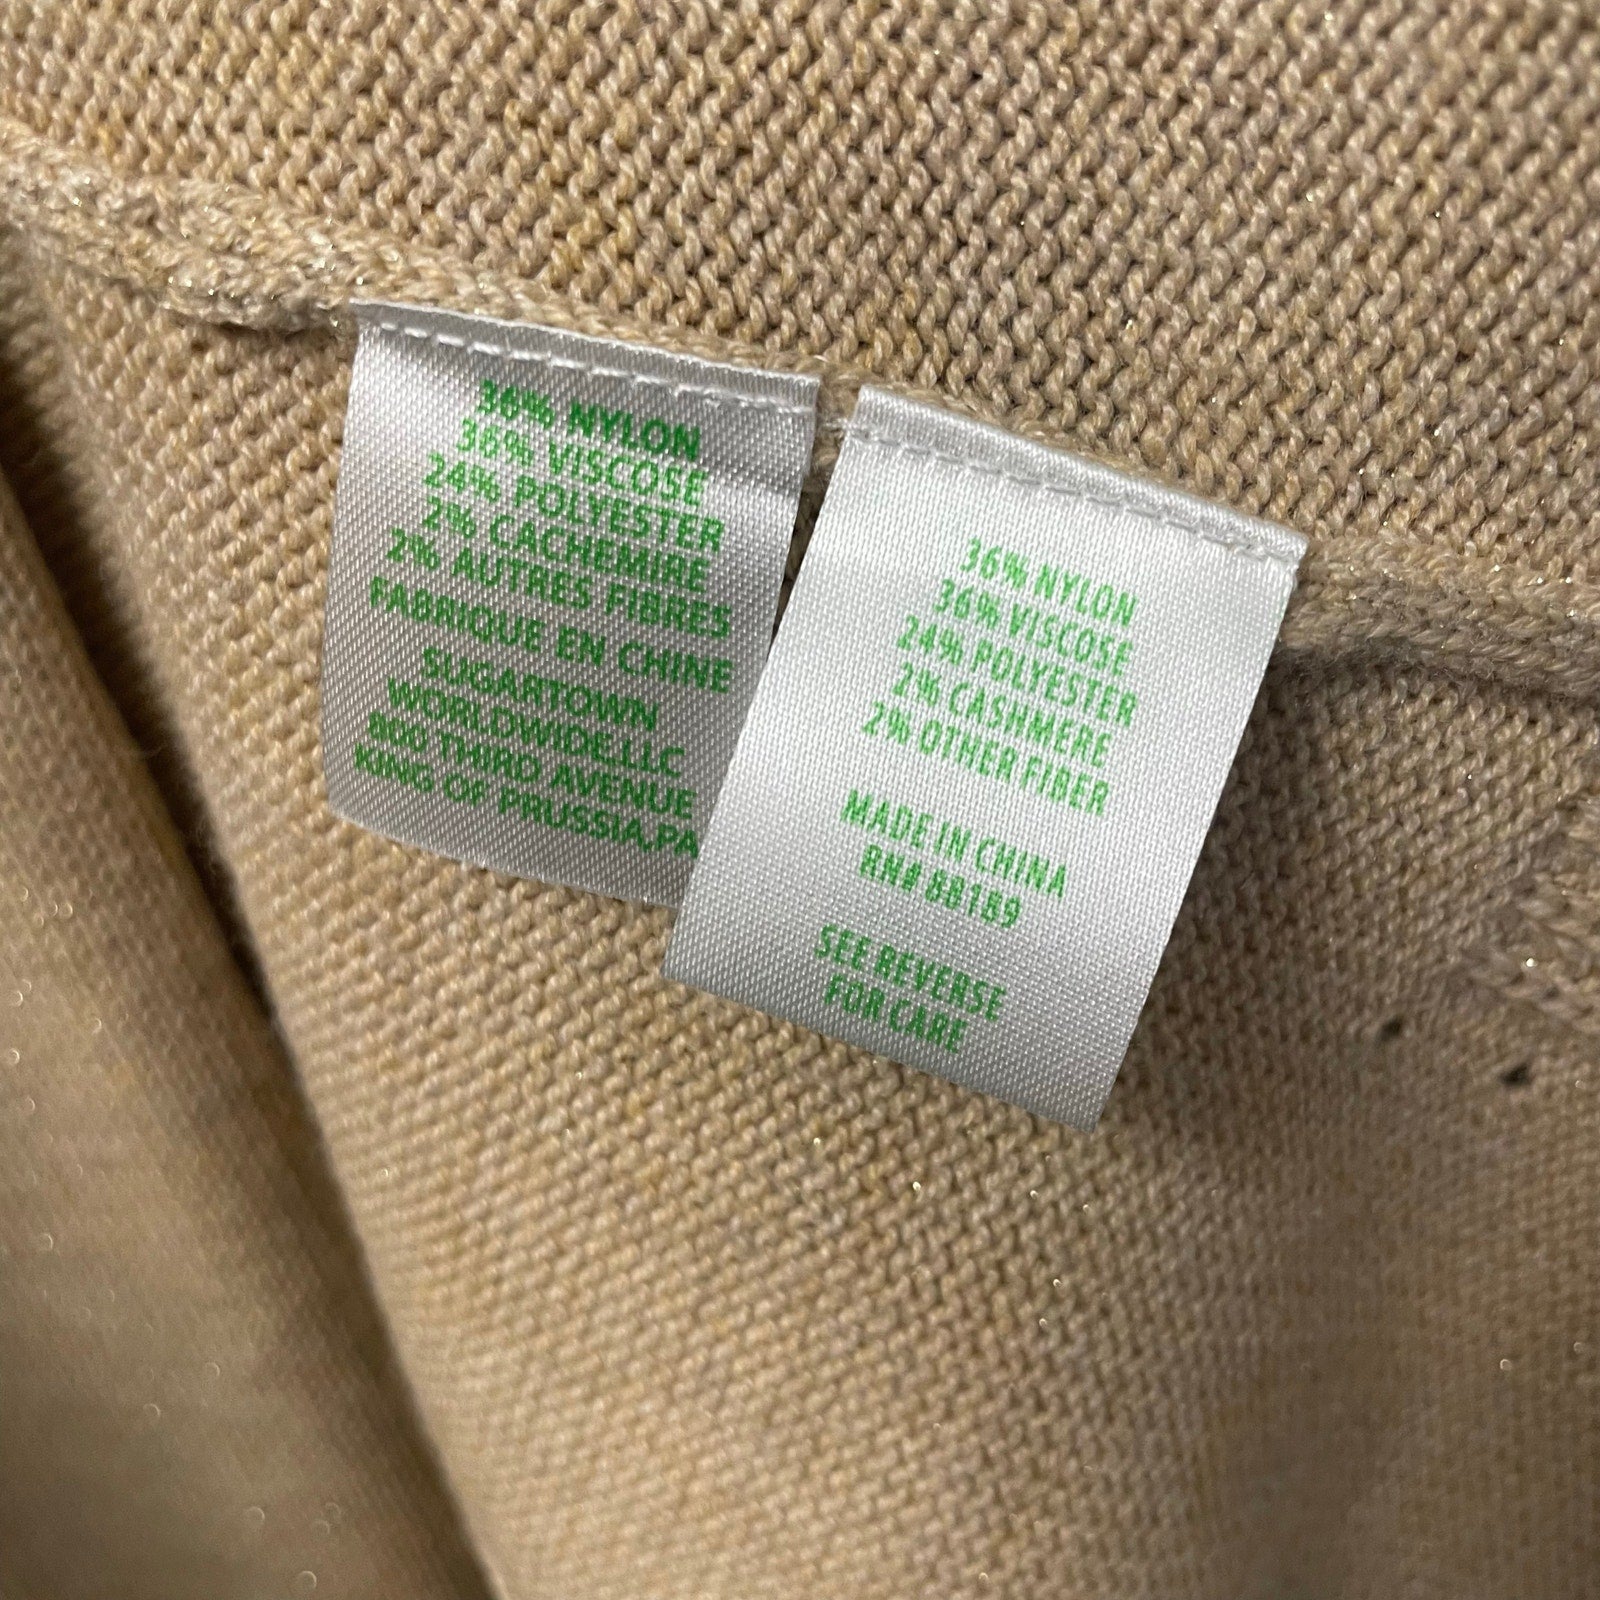 36% NYLON
36% VISCOSE
24% POLYESTER
2% CACHEMIRE
2% AUTRES FIBRES
FABRIQUE EN CHINE
SUGARTOWN
WORLDWIDE,LLC
800 THIRD AVENUE
KING OF PRUSSIA,PA
36% NYLON
36% VISCOSE
24% POLYESTER
2% CASHMERE
2% OTHER FIBER
MADE IN CHINA
RN# 88189
SEE REVERSE
FOR CARE